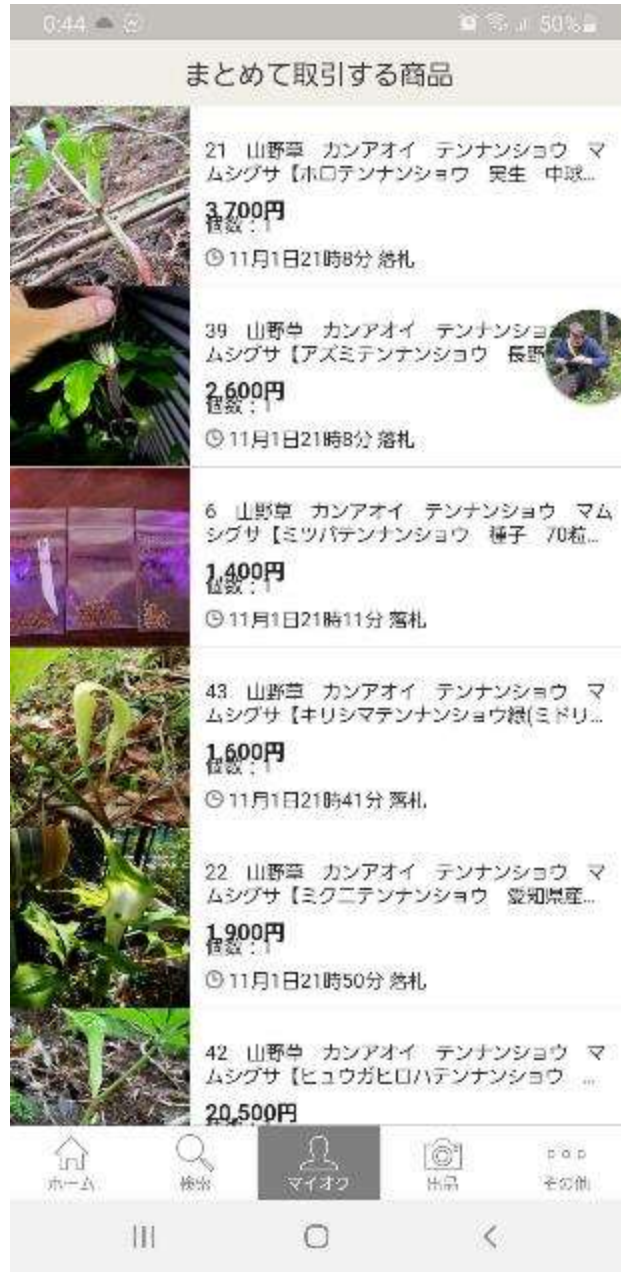 0:44
50%
まとめて取引する商品
21 山野草 カンアオイ テンナンショウ マ
ムシグサ【ホロテンナンショウ 実生 中球...
3,700円
個数:1
11月1日21時8分 落札
39 山野草 カンアオイ テンナンショ
ムシグサ【アズミテンナンショウ 長野
2,600円
個数:1
11月1日21時8分 落札
6 山野草 カンアオイ テンナンショウ マム
シグサ【ミツバテンナンショウ 種子 70粒...
1,400円
個数:1
11月1日21時11分 落札
43 山野草 カンアオイ テンナンショウ マ
ムシグサ【キリシマテンナンショウ緑(ミドリ...
1,600円
個数:1
11月1日21時41分 落札
22 山野草 カンアオイ テンナンショウ マ
ムシグサ【ミクニテンナンショウ 愛知県産...
1,900円
個数:1
11月1日21時50分 落札
42 山野草 カンアオイ テンナンショウ マ
ムシグサ【ヒュウガヒロハテンナンショウ ...
20,500円
ホーム
検索
マイオク
出品
その他